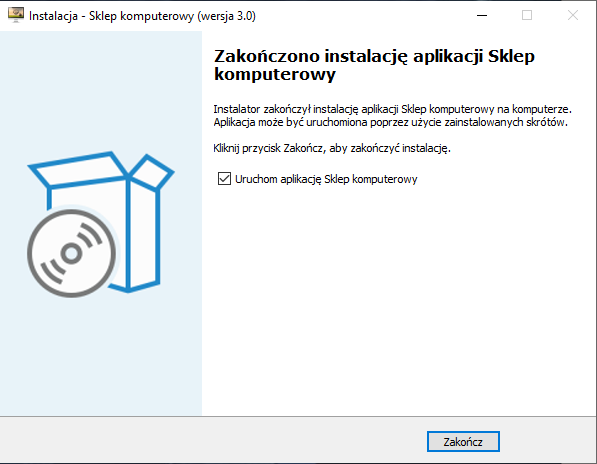 Instalacja - Sklep komputerowy (wersja 3.0)
Zakończono instalację aplikacji Sklep
komputerowy
Instalator zakończył instalację aplikacji Sklep komputerowy na komputerze.
Aplikacja może być uruchomiona poprzez użycie zainstalowanych skrótów.
Kliknij przycisk Zakończ, aby zakończyć instalację.
Uruchom aplikację Sklep komputerowy
Zakończ